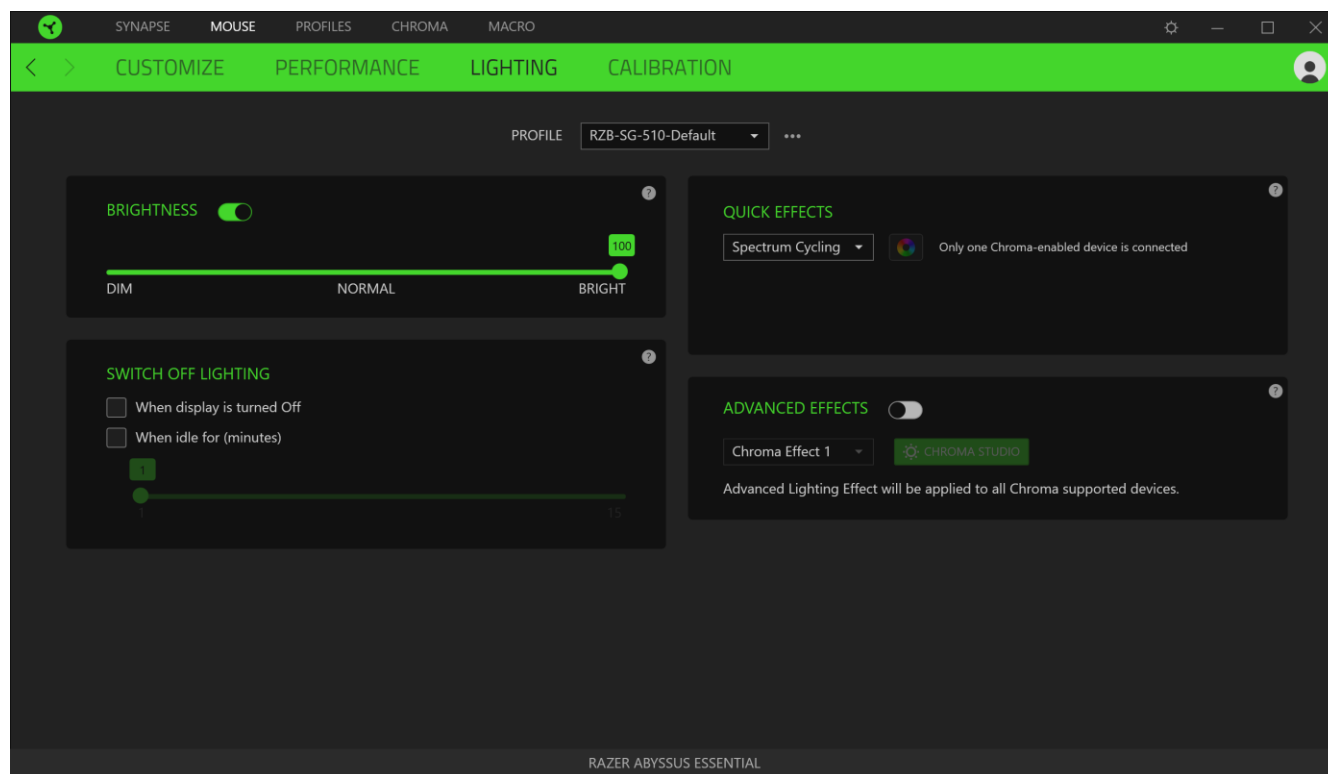 SYNAPSE MOUSE PROFILES CHROMA MACRO
CUSTOMIZE PERFORMANCE LIGHTING CALIBRATION
PROFILE RZB-SG-510-Default
BRIGHTNESS
100
DIM NORMAL BRIGHT
SWITCH OFF LIGHTING
When display is turned Off
When idle for (minutes)
1
1 15
QUICK EFFECTS
Spectrum Cycling Only one Chroma-enabled device is connected
ADVANCED EFFECTS
Chroma Effect 1 CHROMA STUDIO
Advanced Lighting Effect will be applied to all Chroma supported devices.
RAZER ABYSSUS ESSENTIAL